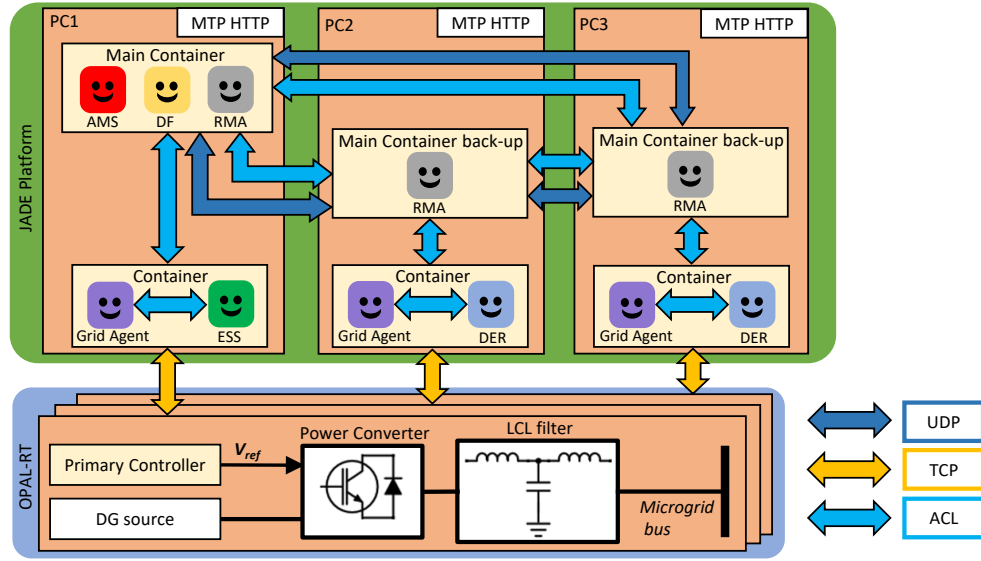 PC1
MTP HTTP
PC2
MTP HTTP
PC3
MTP HTTP
JADE Platform
Main Container
AMS
DF
RMA
Main Container back-up
RMA
Main Container back-up
RMA
Container
Grid Agent
ESS
Container
Grid Agent
DER
Container
Grid Agent
DER
OPAL-RT
Primary Controller
DG source
V_ref
Power Converter
LCL filter
Microgrid
bus
UDP
TCP
ACL